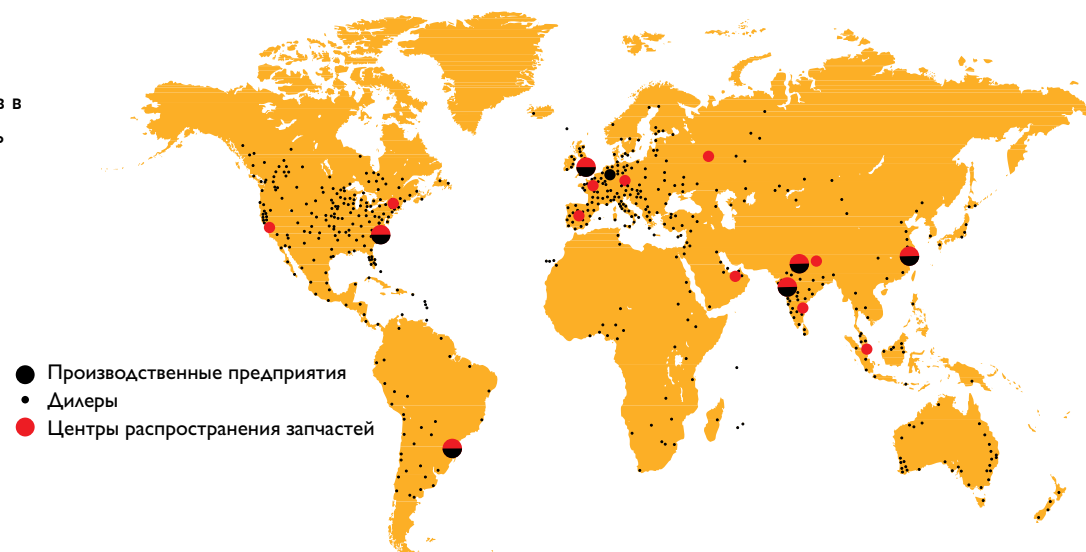 в в
Производственные предприятия
Дилеры
Центры распространения запчастей